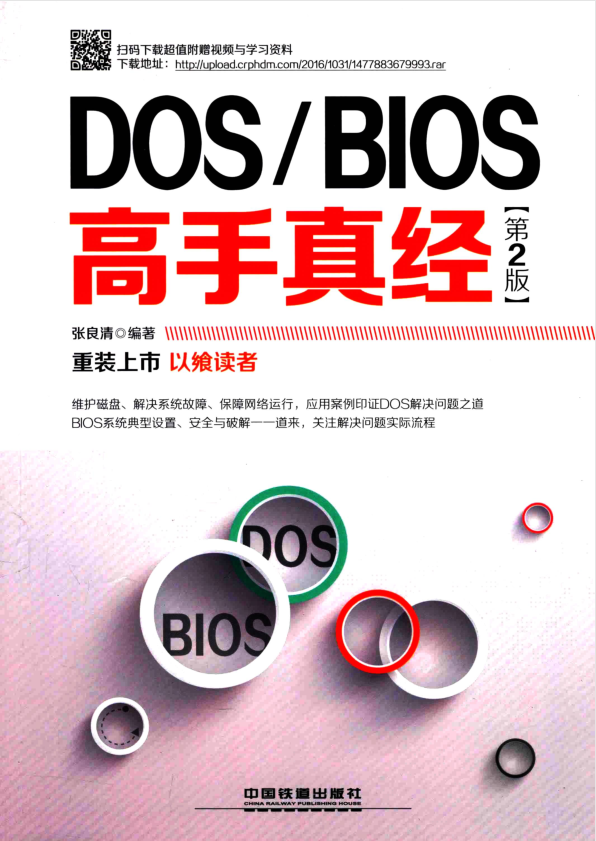 扫码下载超值附赠视频与学习资料
下载地址：http://upload.crphdm.com/2016/1031/1477883679993.rar
DOS/BIOS
高手真经
【第2版】
张良清◎编著
重装上市 以飨读者
维护磁盘、解决系统故障、保障网络运行，应用案例印证DOS解决问题之道
BIOS系统典型设置、安全与破解一一道来，关注解决问题实际流程
DOS
BIOS
中国铁道出版社
CHINA RAILWAY PUBLISHING HOUSE